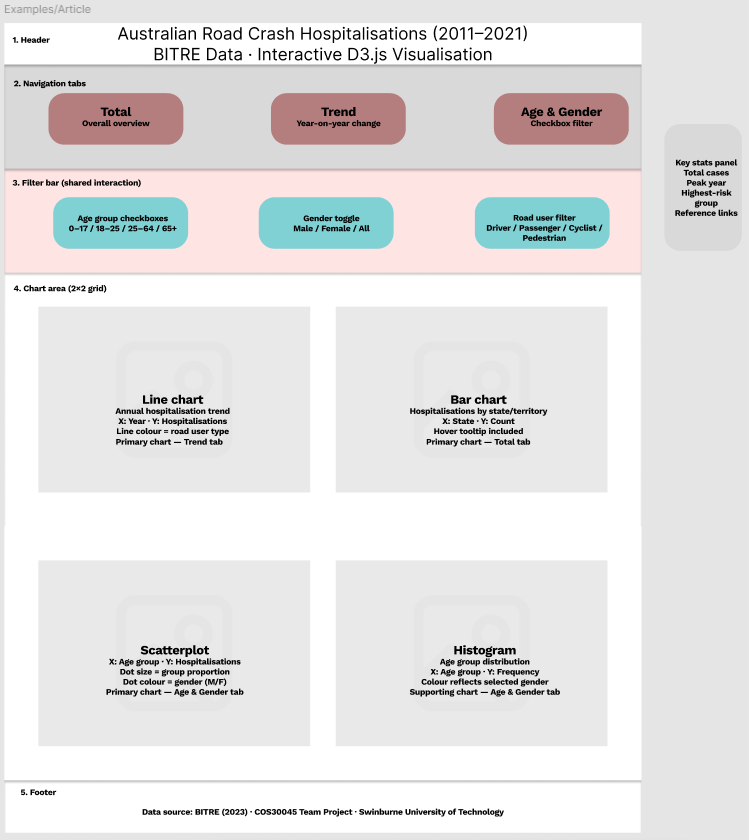 Examples/Article
1. Header
Australian Road Crash Hospitalisations (2011–2021)
BITRE Data · Interactive D3.js Visualisation
2. Navigation tabs
Total
Overall overview
Trend
Year-on-year change
Age & Gender
Checkbox filter
Key stats panel
Total cases
Peak year
Highest-risk
group
Reference links
3. Filter bar (shared interaction)
Age group checkboxes
0–17 / 18–25 / 25–64 / 65+
Gender toggle
Male / Female / All
Road user filter
Driver / Passenger / Cyclist /
Pedestrian
4. Chart area (2×2 grid)
Line chart
Annual hospitalisation trend
X: Year · Y: Hospitalisations
Line colour = road user type
Primary chart — Trend tab
Bar chart
Hospitalisations by state/territory
X: State · Y: Count
Hover tooltip included
Primary chart — Total tab
Scatterplot
X: Age group · Y: Hospitalisations
Dot size = group proportion
Dot colour = gender (M/F)
Primary chart — Age & Gender tab
Histogram
Age group distribution
X: Age group · Y: Frequency
Colour reflects selected gender
Supporting chart — Age & Gender tab
5. Footer
Data source: BITRE (2023) · COS30045 Team Project · Swinburne University of Technology